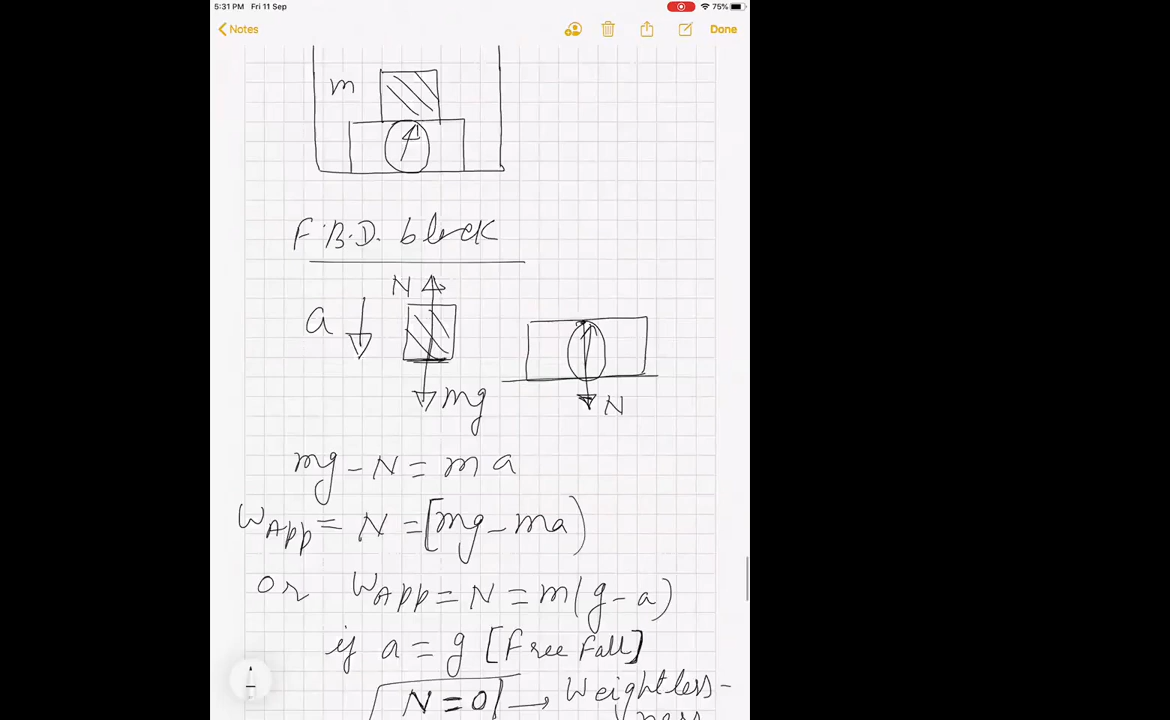 5:31 PM Fri 11 Sep 75%
Notes Done
m
F.B.D. block
N
a
mg
N
mg - N = m a
WApp = N = [mg - ma)
or WApp = N = m(g - a)
if a = g [Free Fall]
N = 0 → Weightless-
ness